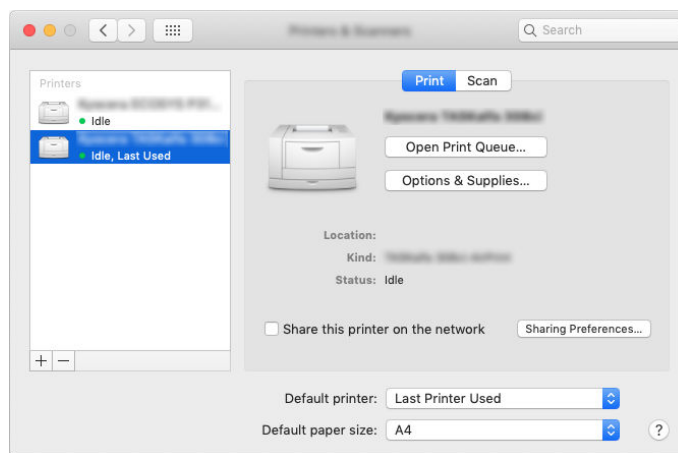 Search
Printers
Print Scan
Idle
Open Print Queue...
Idle, Last Used
Options & Supplies...
Location:
Kind:
Status: Idle
Share this printer on the network
Sharing Preferences...
+ −
Default printer: Last Printer Used
Default paper size: A4 ?